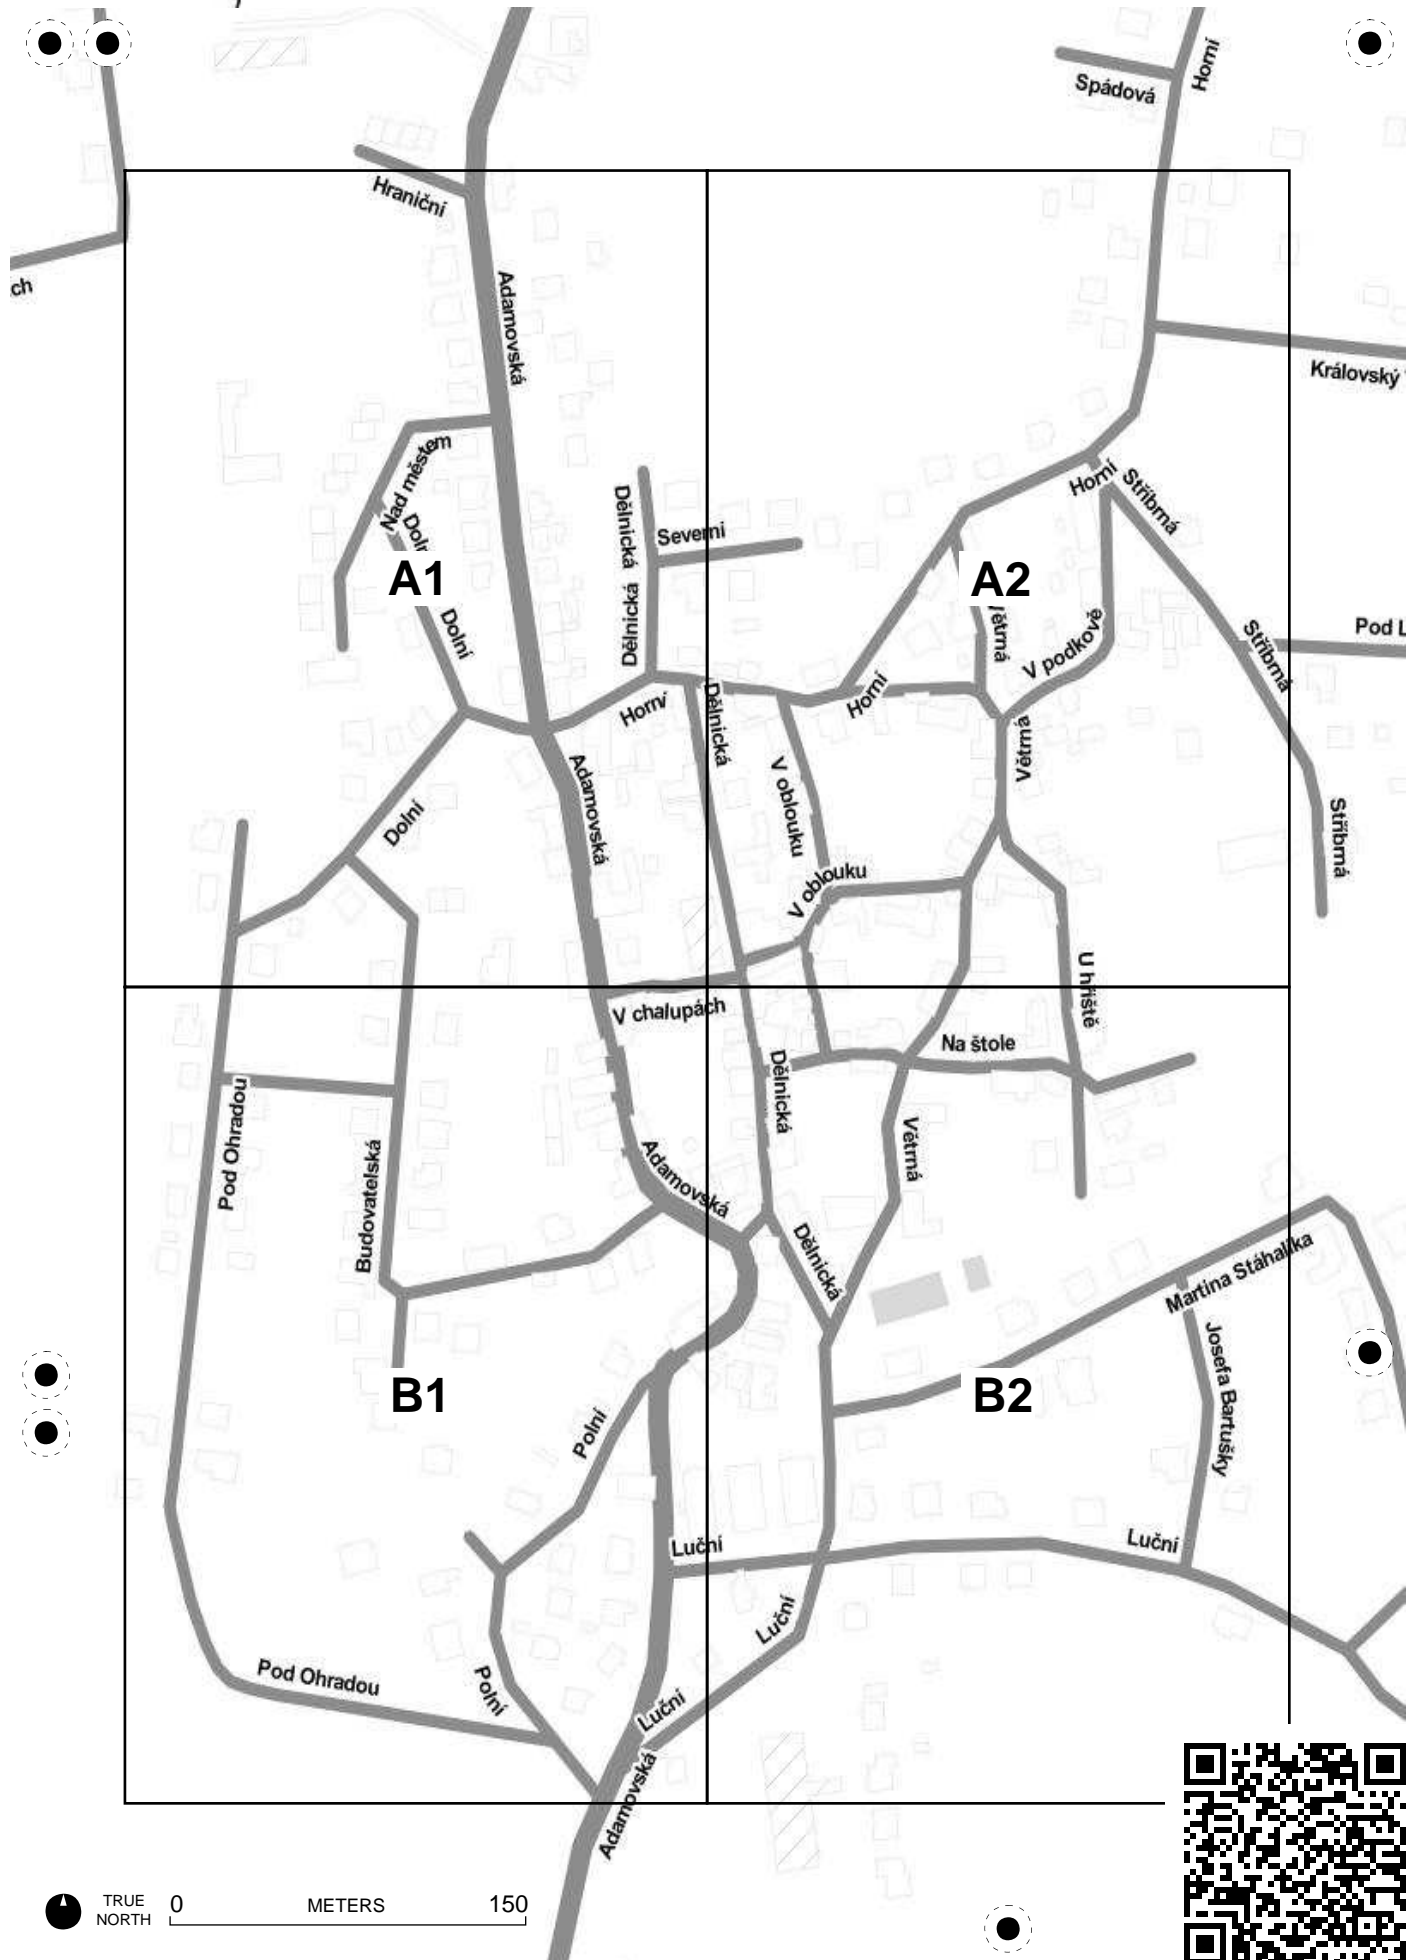 Horní
Spádová
Hraniční
ch
Adamovská
Královský
Nad městem
Horní
Stříbrná
Dělnická
Severní
Dolní
A1
A2
Dolní
Dělnická
Větrná
V podkově
Stříbrná
Pod L
Horní
Dělnická
Horní
Větrná
Adamovská
V oblouku
Dolní
Stříbrná
V oblouku
U hřiště
V chalupách
Na štole
Dělnická
Pod Ohradou
Budovatelská
Větrná
Adamovská
Dělnická
Martina Stáhalíka
Josefa Bartušky
B1
B2
Polní
Luční
Luční
Luční
Pod Ohradou
Polní
Luční
Adamovská
TRUE
NORTH
0 METERS 150